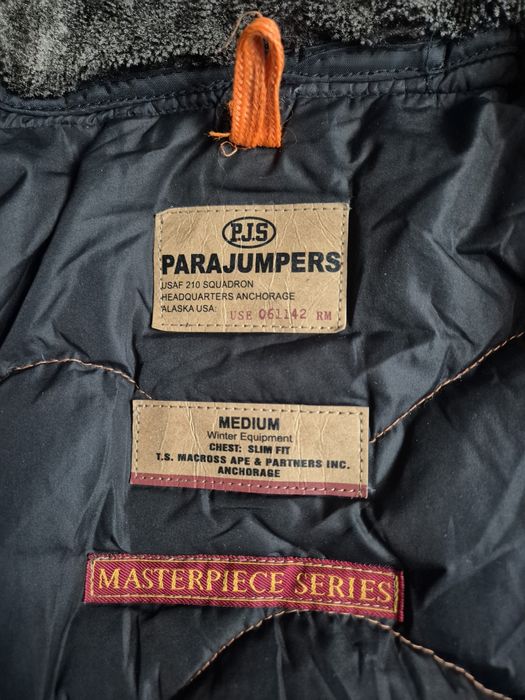 P.J.S
PARAJUMPERS
USAF 210 SQUADRON
HEADQUARTERS ANCHORAGE
ALASKA USA: USE 061142 RM
MEDIUM
Winter Equipment
CHEST: SLIM FIT
T.S. MACROSS APE & PARTNERS INC.
ANCHORAGE
MASTERPIECE SERIES